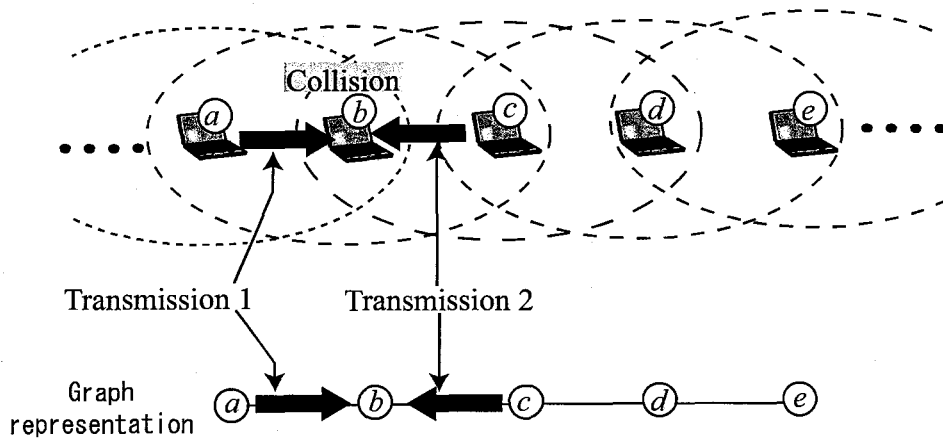 Collision
a
b
c
d
e
Transmission 1
Transmission 2
Graph
representation
a
b
c
d
e